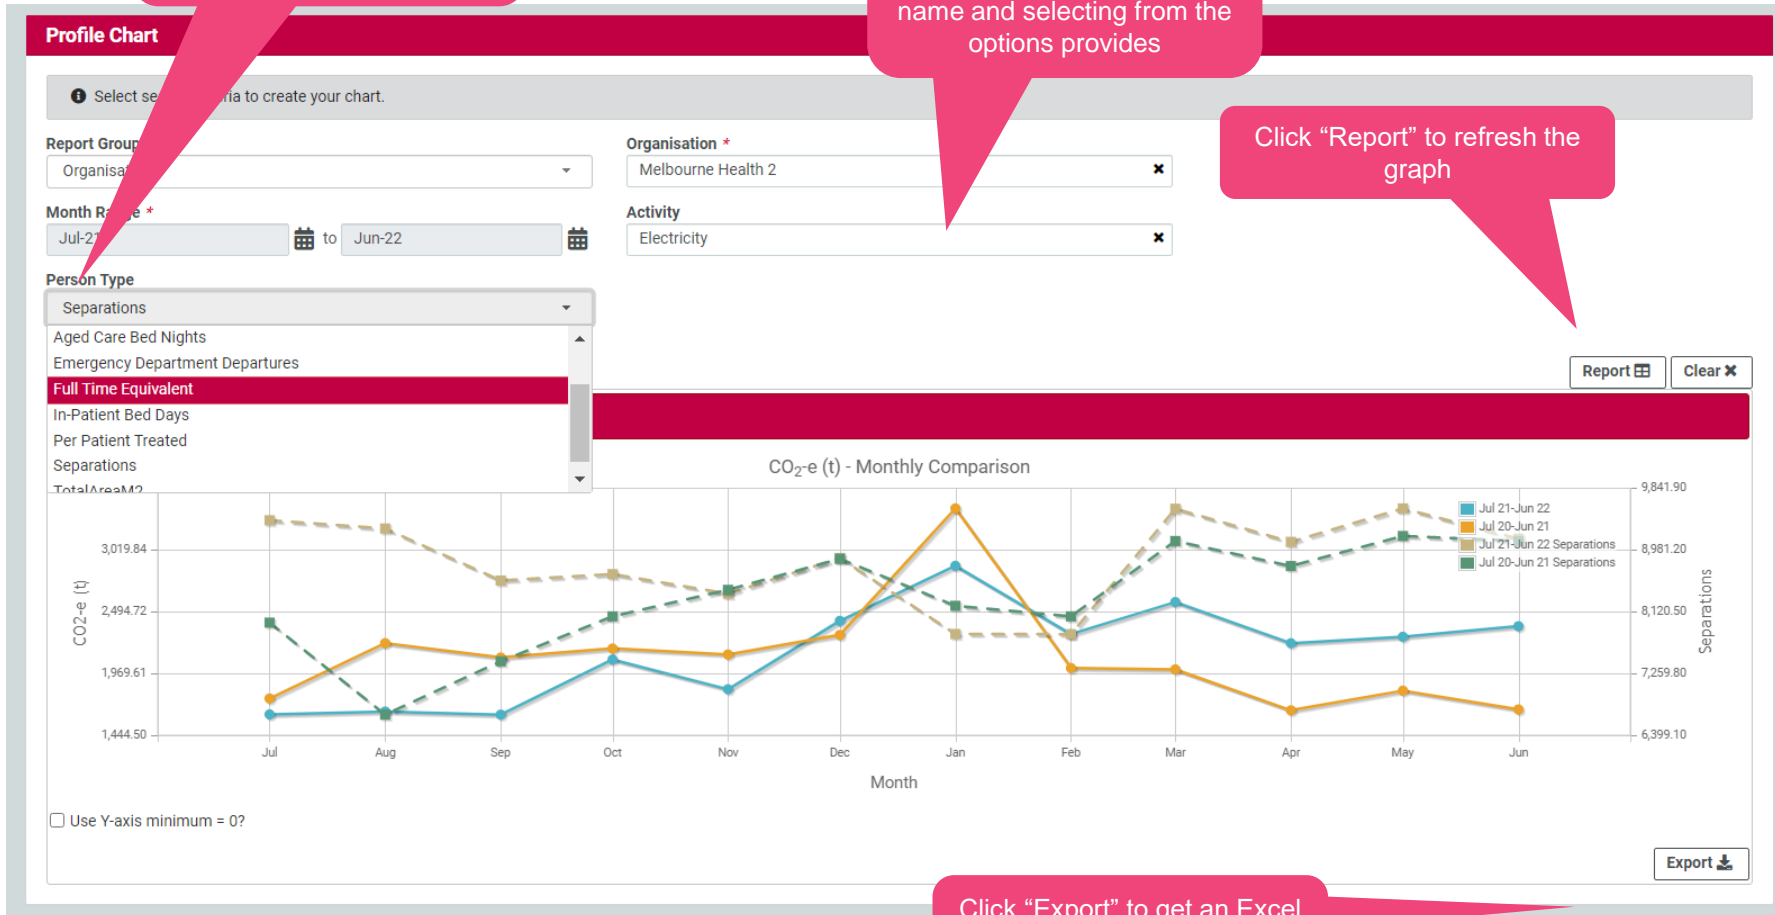 name and selecting from the
options provides
Profile Chart
Select se ria to create your chart.
Click “Report” to refresh the
graph
Report Group
Organisa
Organisation *
Melbourne Health 2
Month Ra ge *
Jul-2
to
Jun-22
Activity
Electricity
Person Type
Separations
Aged Care Bed Nights
Emergency Department Departures
Full Time Equivalent
In-Patient Bed Days
Per Patient Treated
Separations
TotalAreaM2
Report
Clear
CO2-e (t) - Monthly Comparison
9,841.90
8,981.20
8,120.50
7,259.80
6,399.10
Separations
3,019.84
2,494.72
1,969.61
1,444.50
CO2-e (t)
Jul 21-Jun 22
Jul 20-Jun 21
Jul 21-Jun 22 Separations
Jul 20-Jun 21 Separations
Jul Aug Sep Oct Nov Dec Jan Feb Mar Apr May Jun
Month
Use Y-axis minimum = 0?
Export
Click “Export” to get an Excel